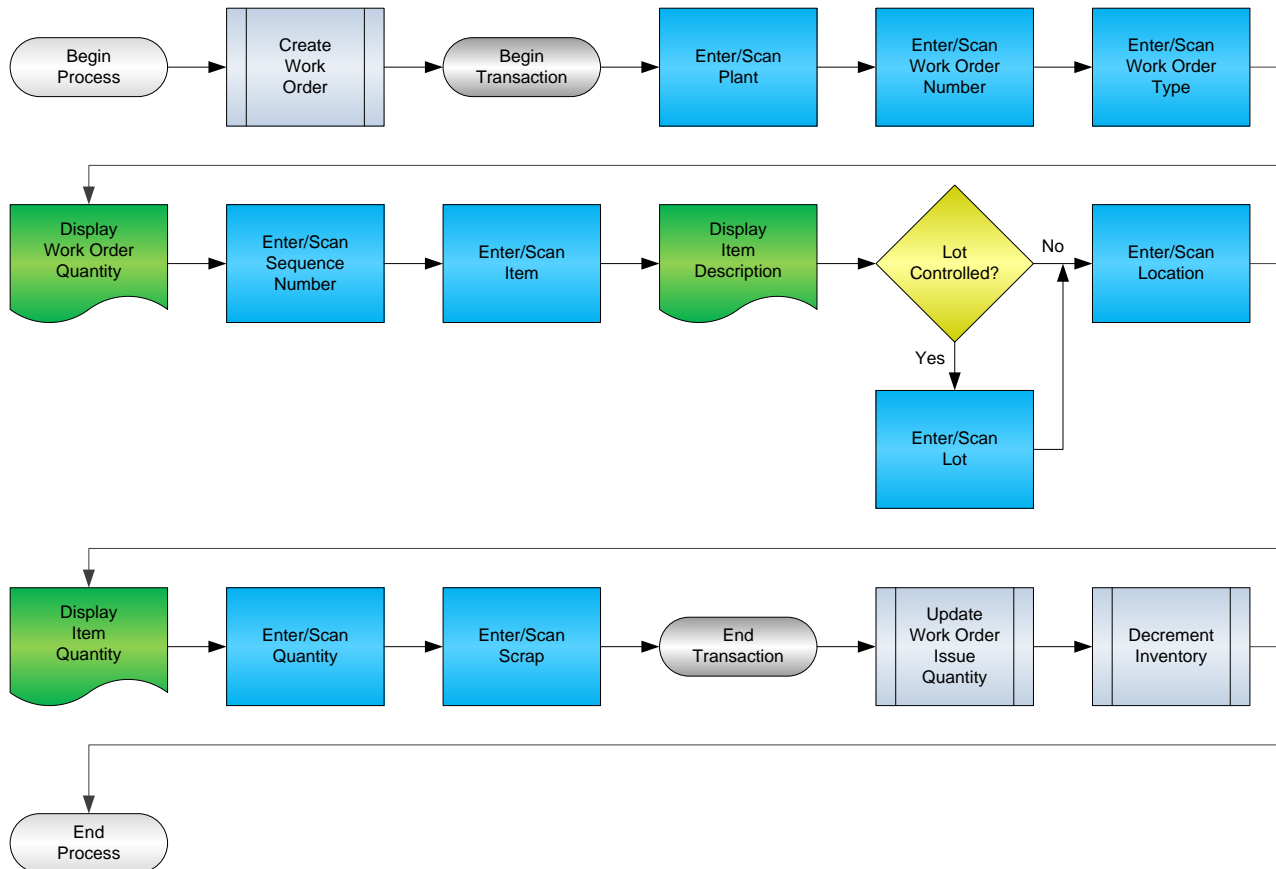 Begin
Process
Create
Work
Order
Begin
Transaction
Enter/Scan
Plant
Enter/Scan
Work Order
Number
Enter/Scan
Work Order
Type
Display
Work Order
Quantity
Enter/Scan
Sequence
Number
Enter/Scan
Item
Display
Item
Description
Lot
Controlled?
No
Enter/Scan
Location
Yes
Enter/Scan
Lot
Display
Item
Quantity
Enter/Scan
Quantity
Enter/Scan
Scrap
End
Transaction
Update
Work Order
Issue
Quantity
Decrement
Inventory
End
Process